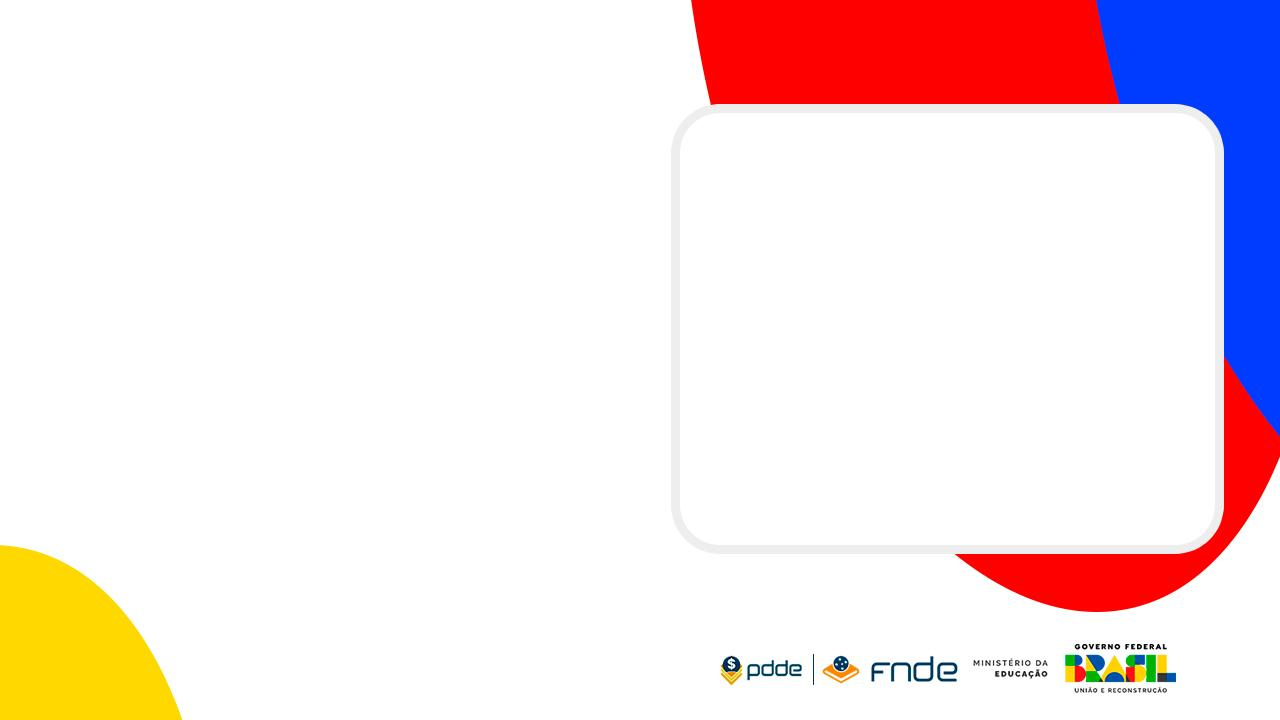 pdde
fnde
MINISTÉRIO DA
EDUCAÇÃO
GOVERNO FEDERAL
BRASIL
UNIÃO E RECONSTRUÇÃO